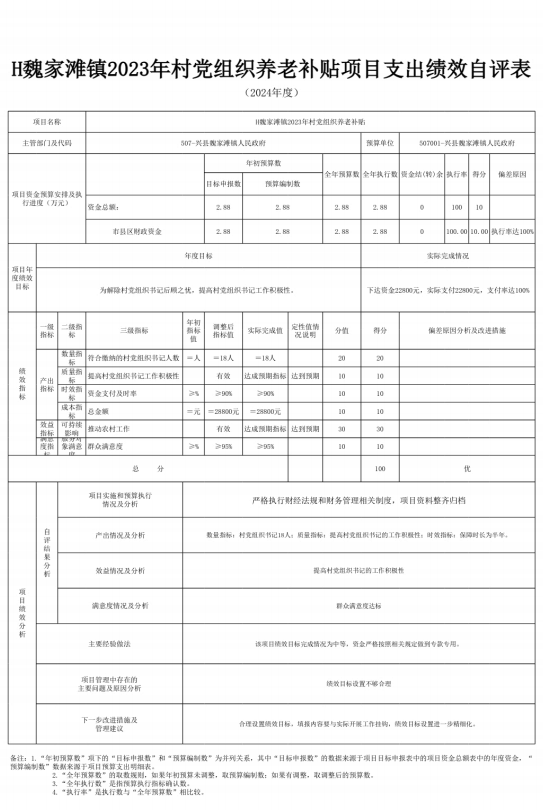 H魏家滩镇2023年村党组织养老补贴项目支出绩效自评表
（2024年度）
项目名称 H魏家滩镇2023年村党组织养老补贴
主管部门及代码 507-兴县魏家滩镇人民政府 预算单位 507001-兴县魏家滩镇人民政府
项目资金预算安排及执行进度（万元） 年初预算数 全年预算数 全年执行数 资金结(转)余 执行率 得分 偏差原因
目标申报数 预算编制数
资金总额： 2.88 2.88 2.88 2.88 0 100 10
市县区财政资金 2.88 2.88 2.88 2.88 0 100.00 10.00 执行率达100%
项目年度绩效目标 年度目标 实际完成情况
为解除村党组织书记后顾之忧，提高村党组织书记工作积极性。 下达资金22800元，实际支付22800元，支付率达100%
绩效指标 一级指标 二级指标 三级指标 年初指标值 调整后指标值 实际完成值 定性值情况说明 分值 得分 偏差原因分析及改进措施
产出指标 数量指标 符合缴纳的村党组织书记人数 ＝人 ＝18人 ＝18人 20 20
质量指标 提高村党组织书记工作积极性 有效 达成预期指标 达到预期 10 10
时效指标 资金支付及时率 ≥% ≥90% ≥90% 10 10
成本指标 总金额 ＝元 ＝28800元 ＝28800元 10 10
效益指标 可持续影响 推动农村工作 有效 达成预期指标 达到预期 30 30
满意度指标 服务对象满意度 群众满意度 ≥% ≥95% ≥95% 10 10
总 分 100 优
项目绩效分析 自评结果分析 项目实施和预算执行情况及分析 严格执行财经法规和财务管理相关制度，项目资料整齐归档
产出情况及分析 数量指标：村党组织书记18人；质量指标：提高村党组织书记的工作积极性；时效指标：保障时长为半年。
效益情况及分析 提高村党组织书记的工作积极性
满意度情况及分析 群众满意度达标
主要经验做法 该项目绩效目标完成情况为中等，资金严格按照相关规定做到专款专用。
项目管理中存在的主要问题及原因分析 绩效目标设置不够合理
下一步改进措施及管理建议 合理设置绩效目标。填报内容要与实际开展工作挂钩，绩效目标设置进一步精细化。
备注：1.“年初预算数”项下的“目标申报数”和“预算编制数”为并列关系，其中“目标申报数”的数据来源于项目目标申报表中的项目资金总额表中的年度资金，“
预算编制数”数据来源于项目预算支出明细表。
2.“全年预算数”的取数规则，如果年初预算未调整，取预算编制数；如果有调整，取调整后的预算数。
3.“全年执行数”是指预算执行指标确认数。
4.“执行率”是执行数与“全年预算数”相比较。